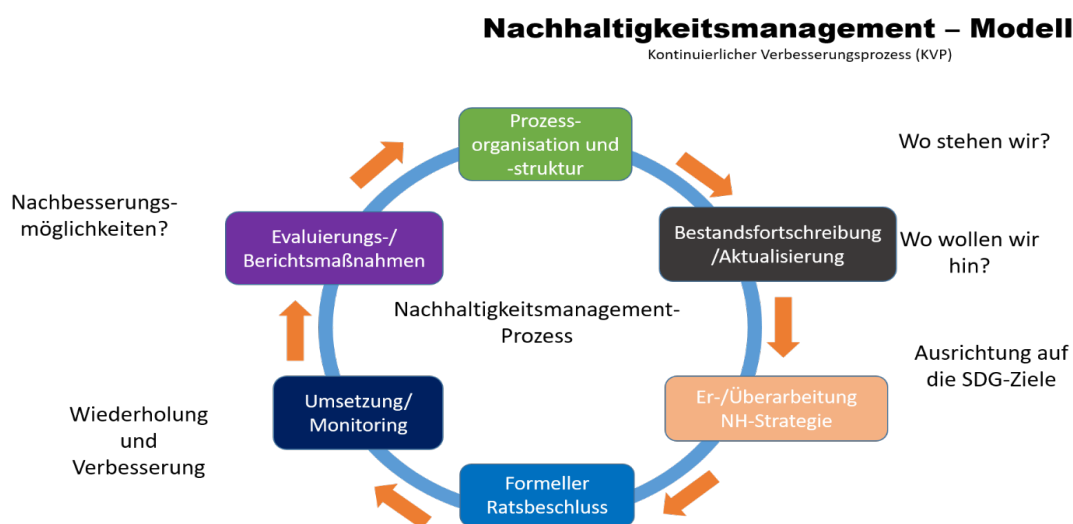 Nachhaltigkeitsmanagement – Modell
Kontinuierlicher Verbesserungsprozess (KVP)
Prozess-
organisation und
-struktur
Wo stehen wir?
Bestandsfortschreibung
/Aktualisierung
Wo wollen wir
hin?
Ausrichtung auf
die SDG-Ziele
Er-/Überarbeitung
NH-Strategie
Formeller
Ratsbeschluss
Umsetzung/
Monitoring
Wiederholung
und
Verbesserung
Evaluierungs-/
Berichtsmaßnahmen
Nachbesserungs-
möglichkeiten?
Nachhaltigkeitsmanagement-
Prozess